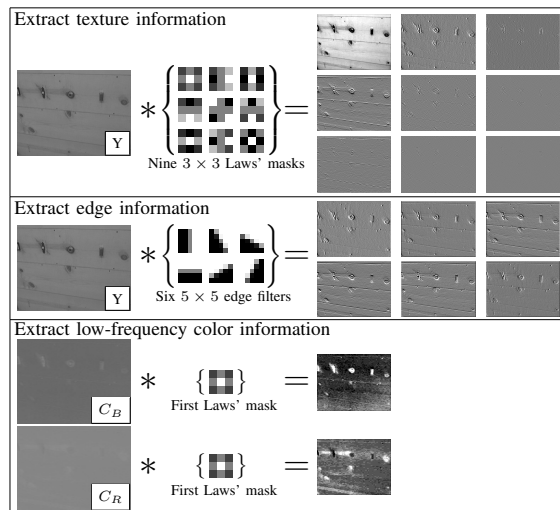 Extract texture information
Y
* { } =
Nine 3 × 3 Laws' masks
Extract edge information
Y
* { } =
Six 5 × 5 edge filters
Extract low-frequency color information
C_B
* { } =
First Laws' mask
C_R
* { } =
First Laws' mask